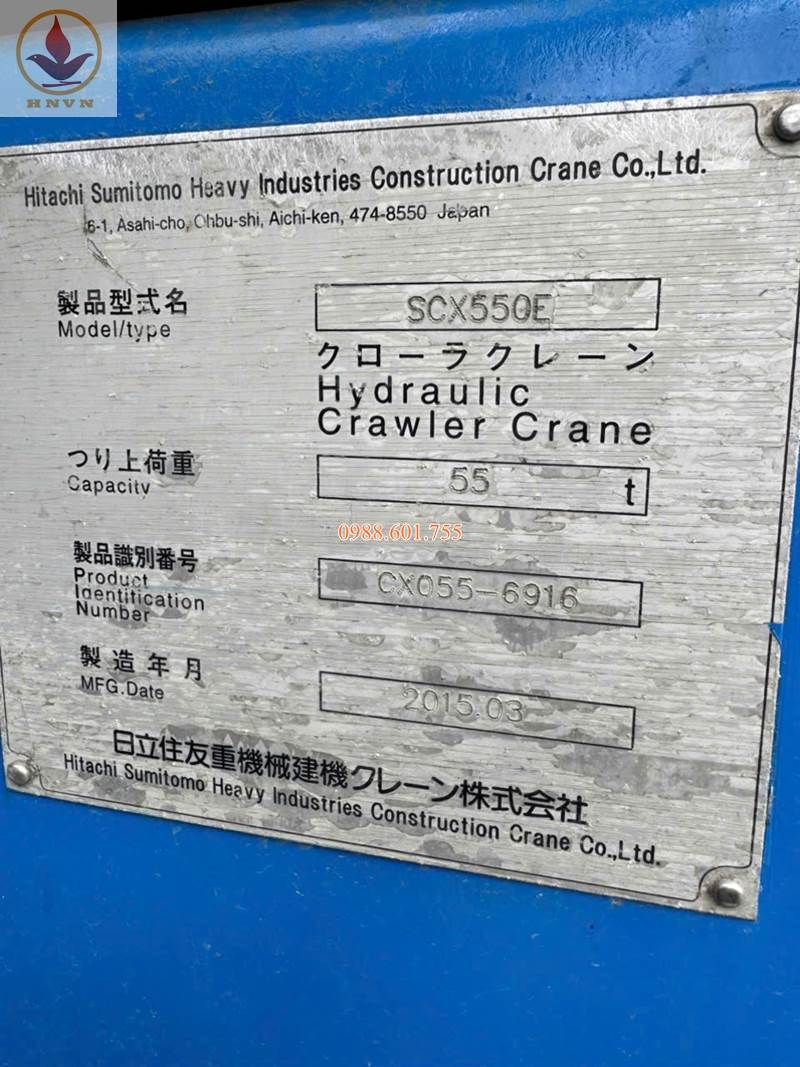 HNVN
Hitachi Sumitomo Heavy Industries Construction Crane Co.,Ltd.
6-1, Asahi-cho, Ohbu-shi, Aichi-ken, 474-8550 Japan
製品型式名
Model/type
SCX550E
クローラクレーン
Hydraulic
Crawler Crane
つり上荷重
Capacity
55 t
0988.601.755
製品識別番号
Product
Identification
Number
CX055-6916
製造年月
MFG.Date
2015.03
日立住友重機械建機クレーン株式会社
Hitachi Sumitomo Heavy Industries Construction Crane Co.,Ltd.